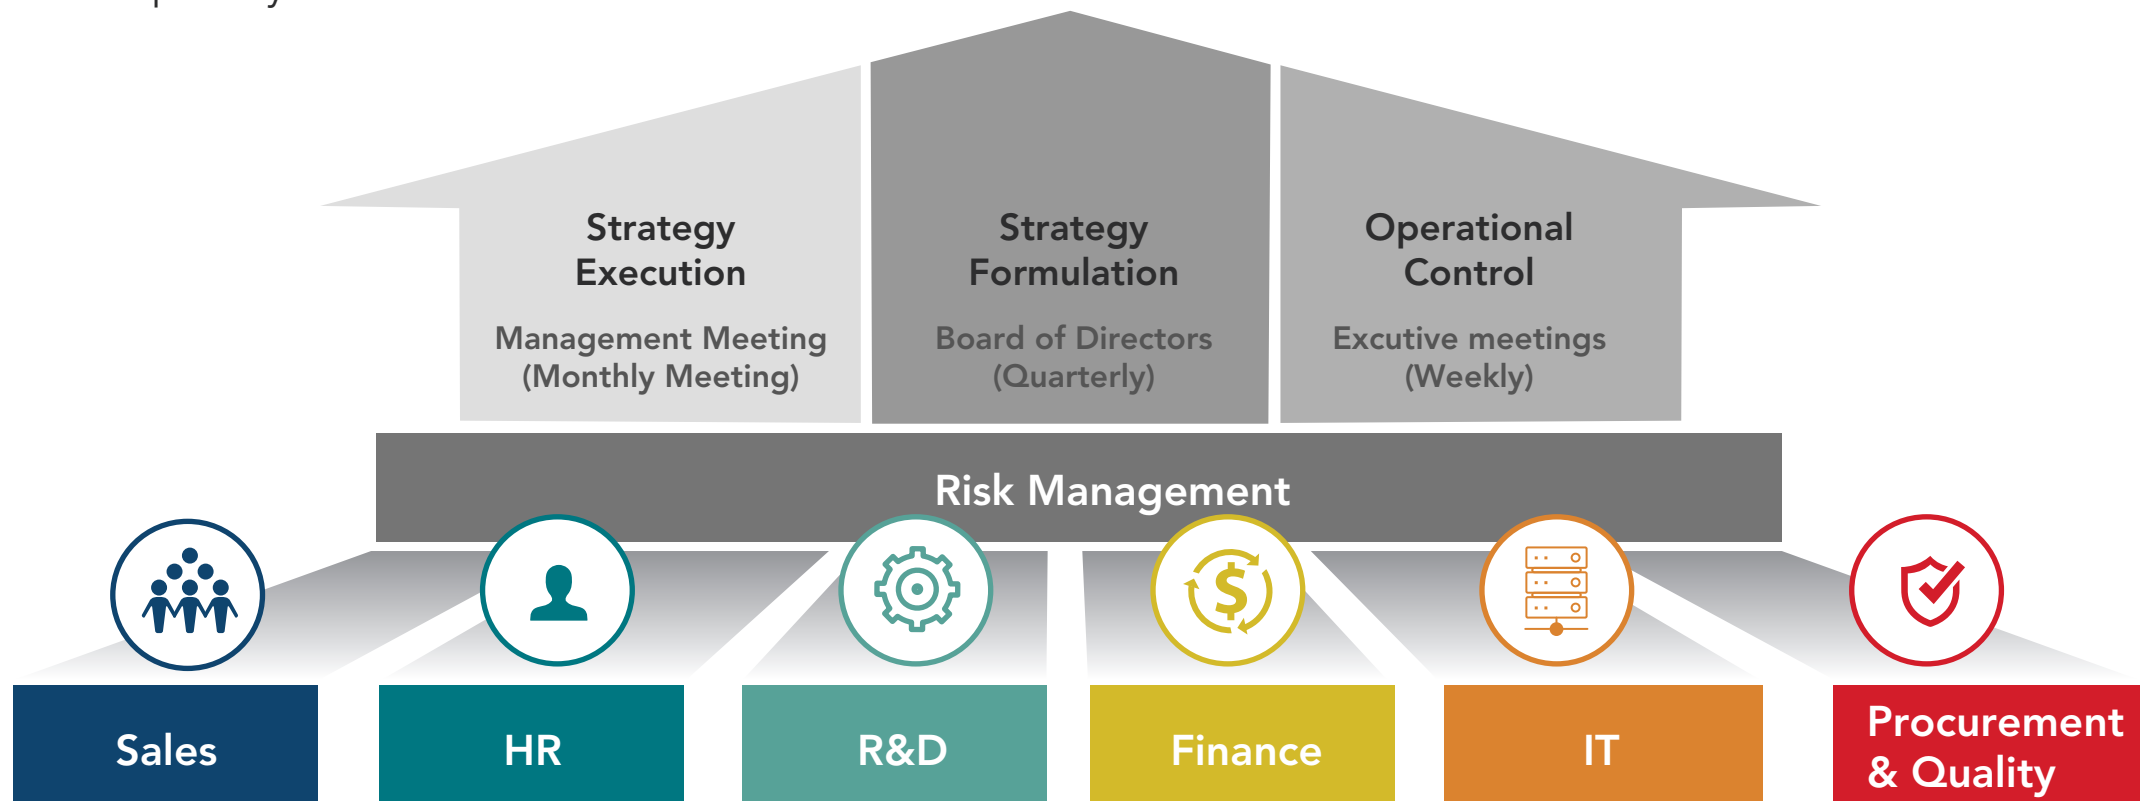 Strategy
Execution
Management Meeting
(Monthly Meeting)
Strategy
Formulation
Board of Directors
(Quarterly)
Operational
Control
Excutive meetings
(Weekly)
Risk Management
Sales
HR
R&D
Finance
IT
Procurement
& Quality